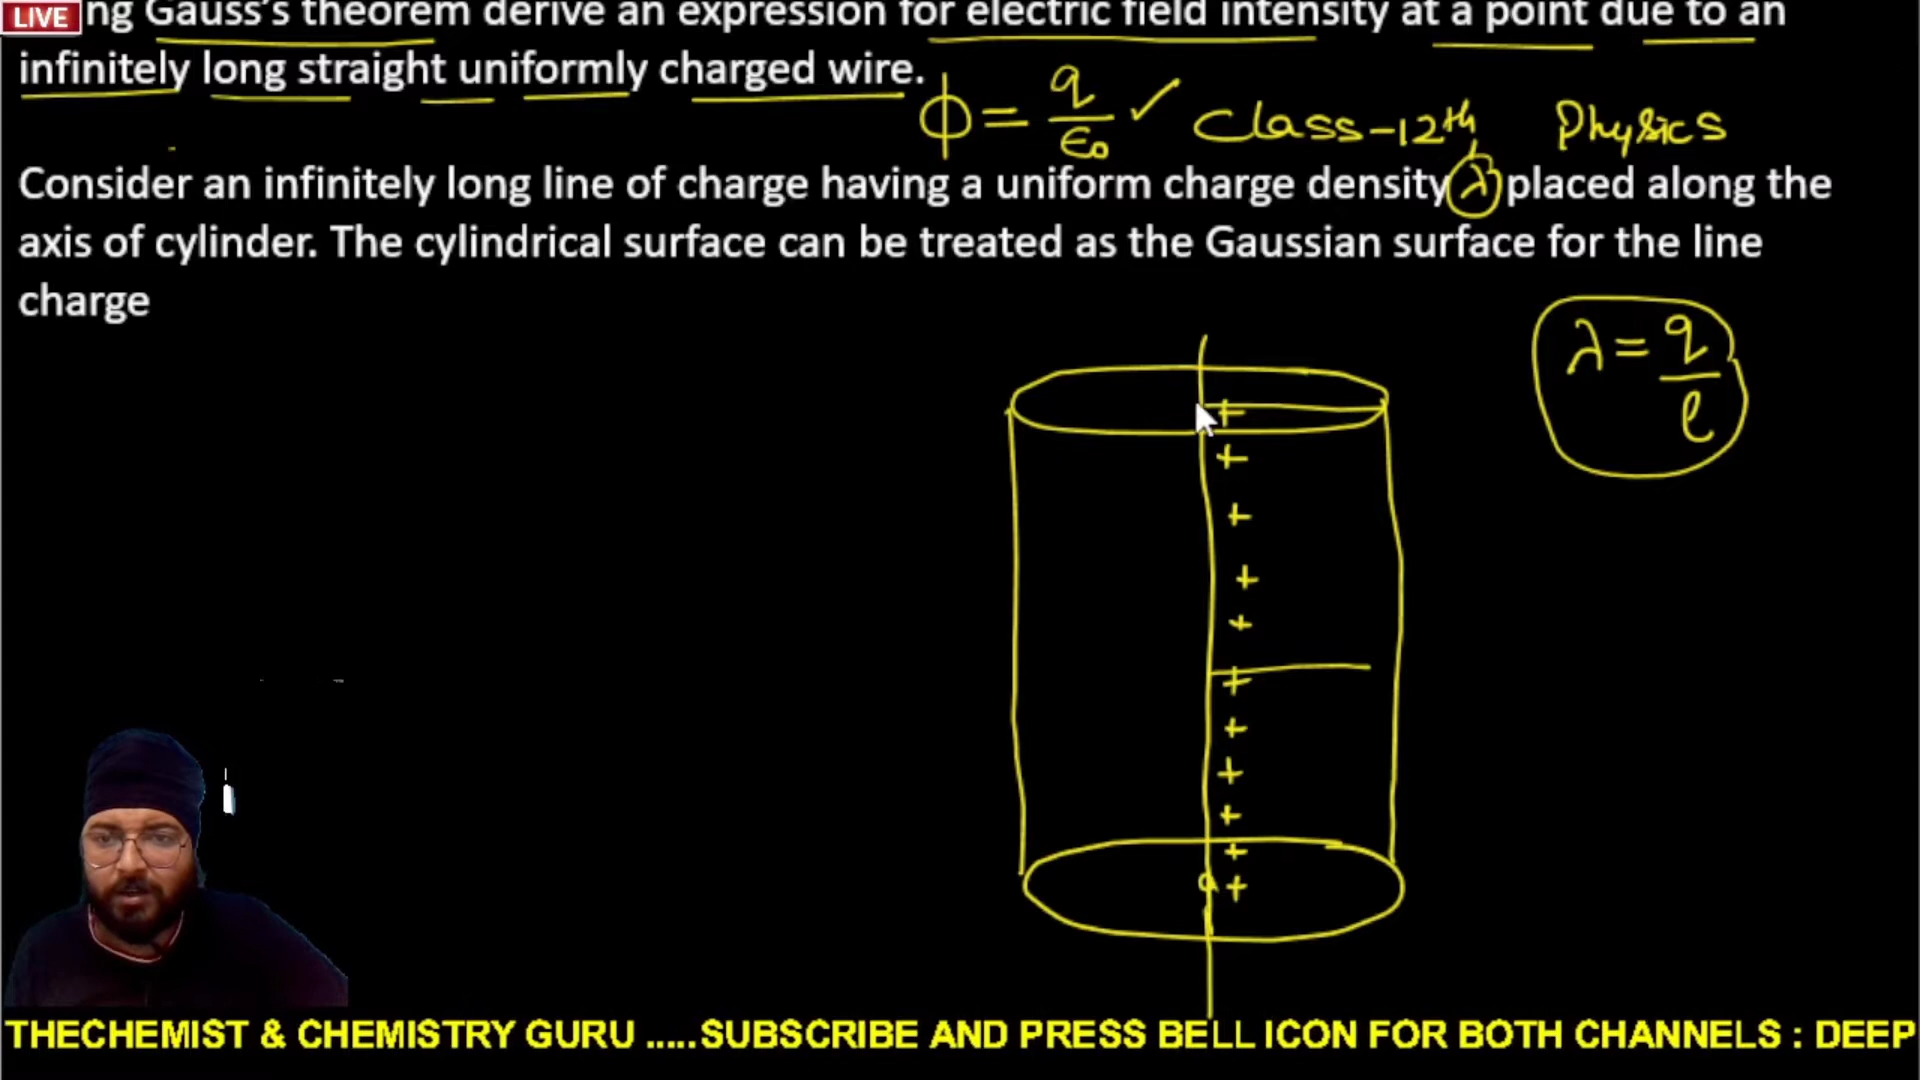 LIVE
ng Gauss's theorem derive an expression for electric field intensity at a point due to an
infinitely long straight uniformly charged wire.
ϕ = q/ε₀ ✓ Class-12th Physics
Consider an infinitely long line of charge having a uniform charge density λ placed along the
axis of cylinder. The cylindrical surface can be treated as the Gaussian surface for the line
charge
λ = q/l
+
+
+
+
+
+
+
+
+
+
+
THECHEMIST & CHEMISTRY GURU .....SUBSCRIBE AND PRESS BELL ICON FOR BOTH CHANNELS : DEEP